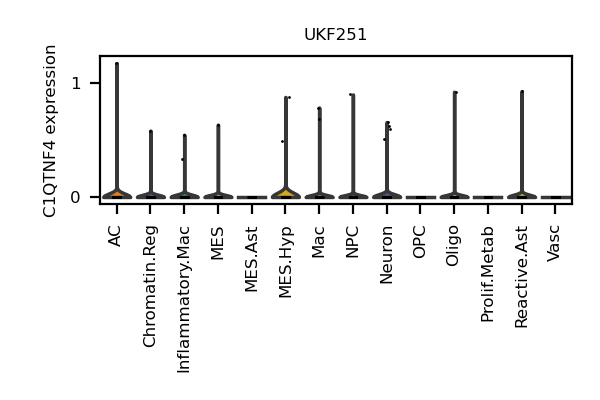 UKF251
C1QTNF4 expression
1
0
AC
Chromatin.Reg
Inflammatory.Mac
MES
MES.Ast
MES.Hyp
Mac
NPC
Neuron
OPC
Oligo
Prolif.Metab
Reactive.Ast
Vasc